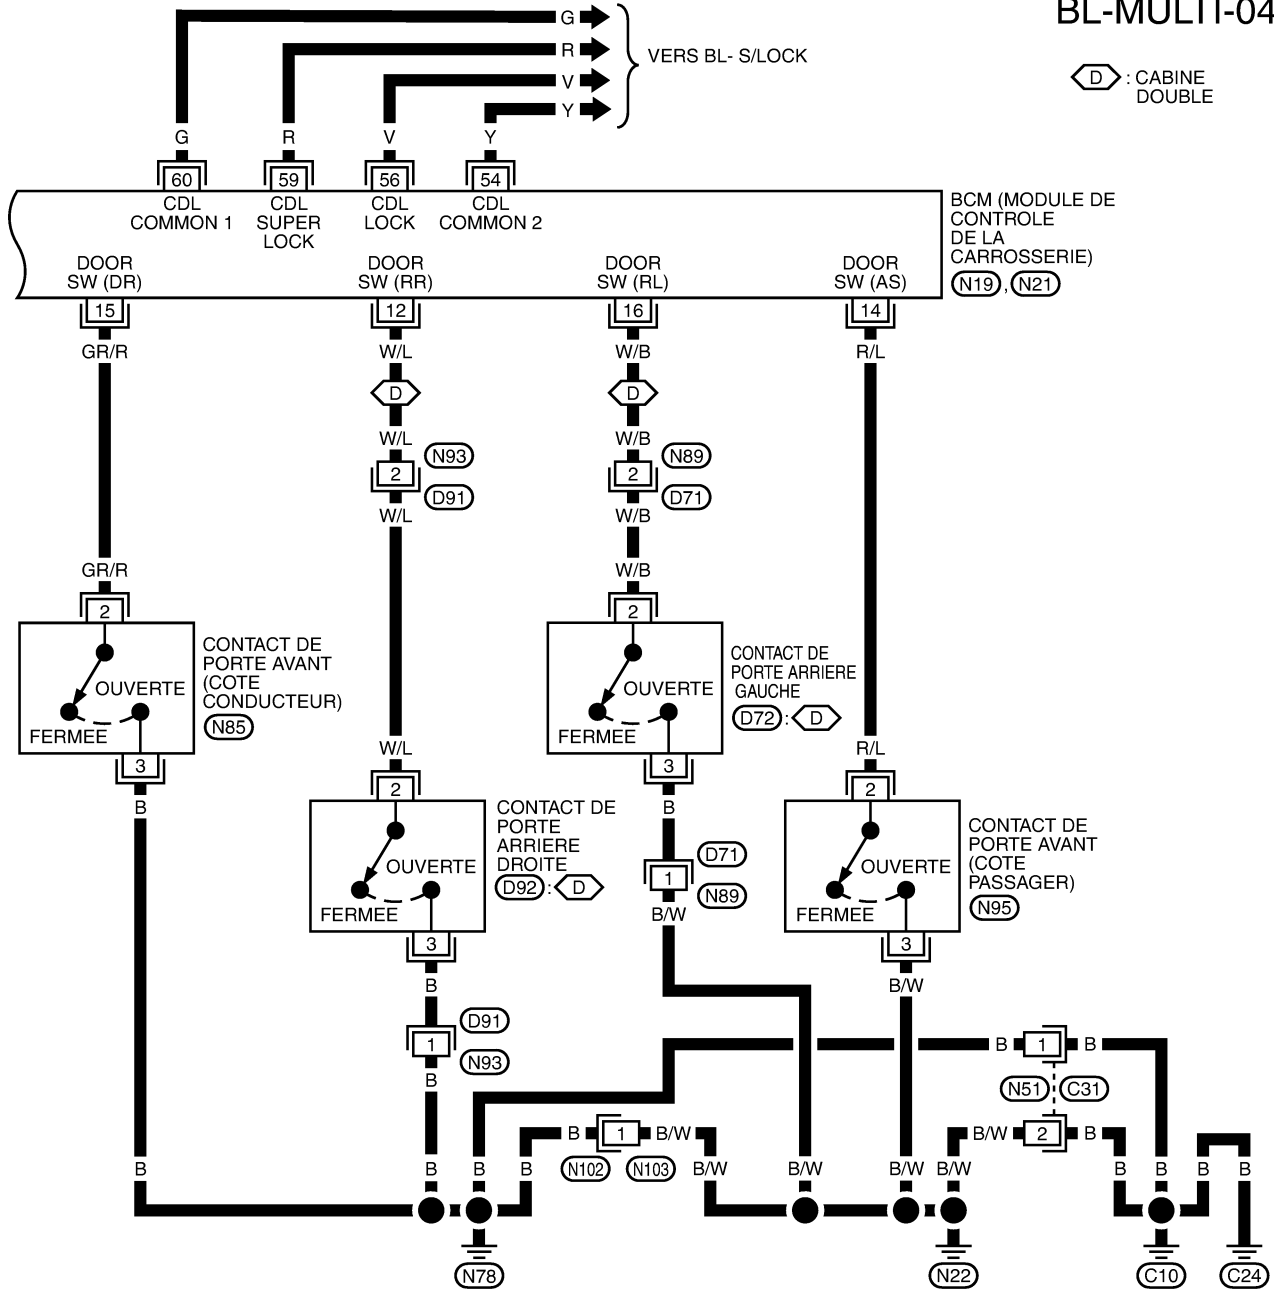 BL-MULTI-04
G
R
V
Y
VERS BL- S/LOCK
D : CABINE
DOUBLE
G R V Y
60 59 56 54
CDL
COMMON 1
CDL
SUPER
LOCK
CDL
LOCK
CDL
COMMON 2
BCM (MODULE DE
CONTROLE
DE LA
CARROSSERIE)
N19 , N21
DOOR
SW (DR)
DOOR
SW (RR)
DOOR
SW (RL)
DOOR
SW (AS)
15 12 16 14
GR/R W/L W/B R/L
D D
W/L W/B
N93 N89
2 2
D91 D71
W/L W/B
GR/R W/B
2 2
OUVERTE
FERMEE
CONTACT DE
PORTE AVANT
(COTE
CONDUCTEUR)
N85
OUVERTE
FERMEE
CONTACT DE
PORTE ARRIERE
GAUCHE
D72 : D
3 3
W/L R/L
B B
2 2
OUVERTE
FERMEE
CONTACT DE
PORTE
ARRIERE
DROITE
D92 : D
D71
1
N89
B/W
OUVERTE
FERMEE
CONTACT DE
PORTE AVANT
(COTE
PASSAGER)
N95
3 3
B B/W
D91
1
N93
B
B 1 B
N51 C31
B 1 B/W
N102 N103
B/W 2 B
B B B B B/W B/W B/W B/W B B B B
N78 N22 C10 C24